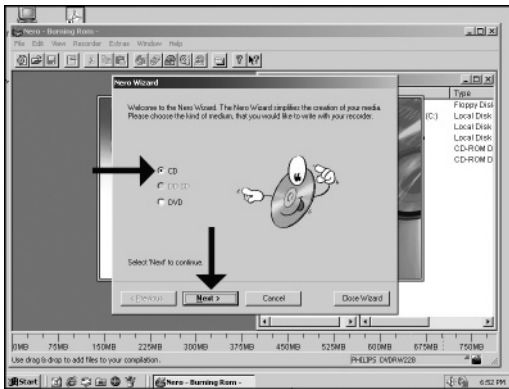 Nero - Burning Rom -
File Edit View Recorder Extras Window Help
Nero Wizard
Welcome to the Nero Wizard. The Nero Wizard simplifies the creation of your media.
Please choose the kind of medium, that you would like to write with your recorder.
CD
DD CD
DVD
Select 'Next' to continue.
< Previous
Next >
Cancel
Close Wizard
Type
Floppy Disk
(C:) Local Disk
Local Disk
Local Disk
CD-ROM D
CD-ROM D
0MB 75MB 150MB 225MB 300MB 375MB 450MB 525MB 600MB 675MB 750MB
Use drag & drop to add files to your compilation.
PHILIPS DVDRW228
Start
Nero - Burning Rom -
6:52 PM